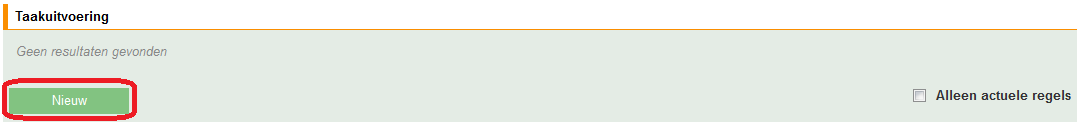 Taakuitvoering
Geen resultaten gevonden
Nieuw
Alleen actuele regels